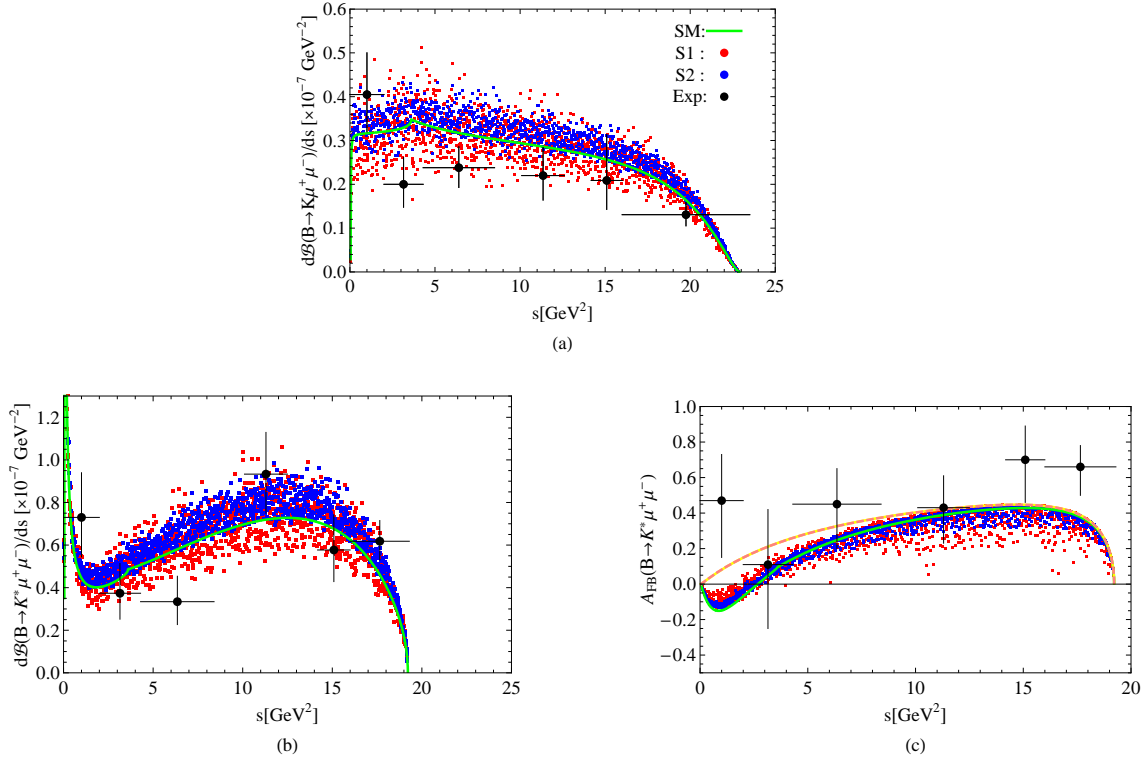 dℬ(B→Kμ⁺μ⁻)/ds [×10⁻⁷ GeV⁻²]
0.6
0.5
0.4
0.3
0.2
0.1
0.0
SM:
S1 :
S2 :
Exp:
0 5 10 15 20 25
s[GeV²]
(a)
dℬ(B→K*μ⁺μ⁻)/ds [×10⁻⁷ GeV⁻²]
1.2
1.0
0.8
0.6
0.4
0.2
0.0
0 5 10 15 20 25
s[GeV²]
(b)
A_FB(B→K*μ⁺μ⁻)
1.0
0.8
0.6
0.4
0.2
0.0
−0.2
−0.4
0 5 10 15 20
s[GeV²]
(c)